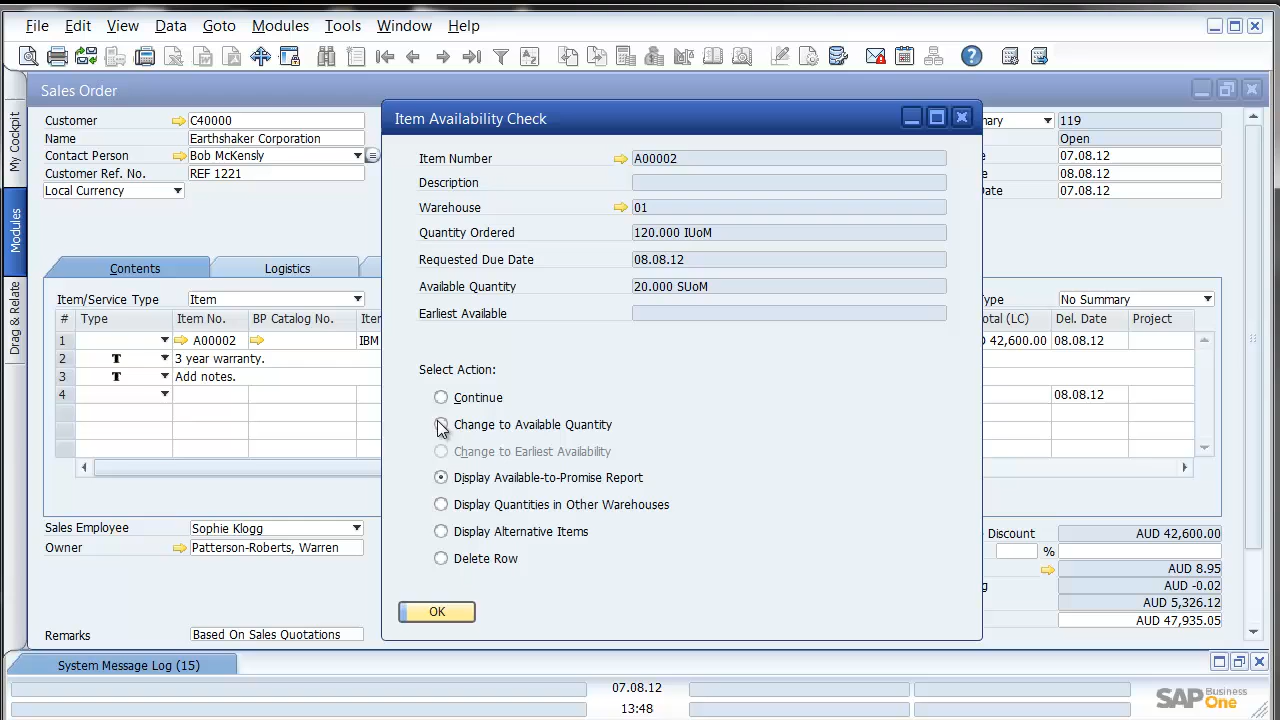 File Edit View Data Goto Modules Tools Window Help
My Cockpit
Modules
Drag & Relate
Sales Order
Customer C40000
Name Earthshaker Corporation
Contact Person Bob McKensly
Customer Ref. No. REF 1221
Local Currency
119
Open
07.08.12
08.08.12
Date 07.08.12
Contents Logistics
Item/Service Type Item
No Summary
# Type Item No. BP Catalog No. (LC) Del. Date Project
1 A00002 IBM 42,600.00 08.08.12
2 T 3 year warranty.
3 T Add notes.
4 08.08.12
Sales Employee Sophie Klogg
Owner Patterson-Roberts, Warren
Remarks Based On Sales Quotations
Discount AUD 42,600.00
%
AUD 8.95
AUD -0.02
AUD 5,326.12
AUD 47,935.05
Item Availability Check
Item Number A00002
Description
Warehouse 01
Quantity Ordered 120.000 IUoM
Requested Due Date 08.08.12
Available Quantity 20.000 SUoM
Earliest Available
Select Action:
Continue
Change to Available Quantity
Change to Earliest Availability
Display Available-to-Promise Report
Display Quantities in Other Warehouses
Display Alternative Items
Delete Row
OK
System Message Log (15)
07.08.12
13:48
SAP Business One